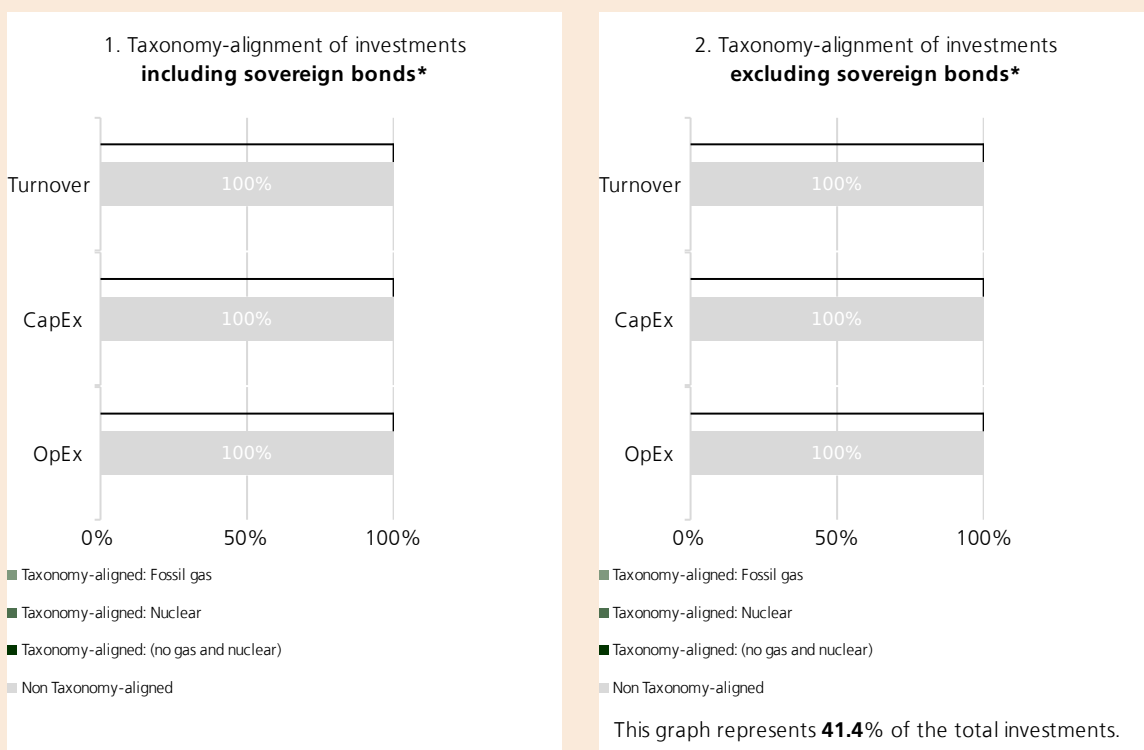 1. Taxonomy-alignment of investments
including sovereign bonds*
Turnover
100%
CapEx
100%
OpEx
100%
0% 50% 100%
Taxonomy-aligned: Fossil gas
Taxonomy-aligned: Nuclear
Taxonomy-aligned: (no gas and nuclear)
Non Taxonomy-aligned
2. Taxonomy-alignment of investments
excluding sovereign bonds*
Turnover
100%
CapEx
100%
OpEx
100%
0% 50% 100%
Taxonomy-aligned: Fossil gas
Taxonomy-aligned: Nuclear
Taxonomy-aligned: (no gas and nuclear)
Non Taxonomy-aligned
This graph represents 41.4% of the total investments.